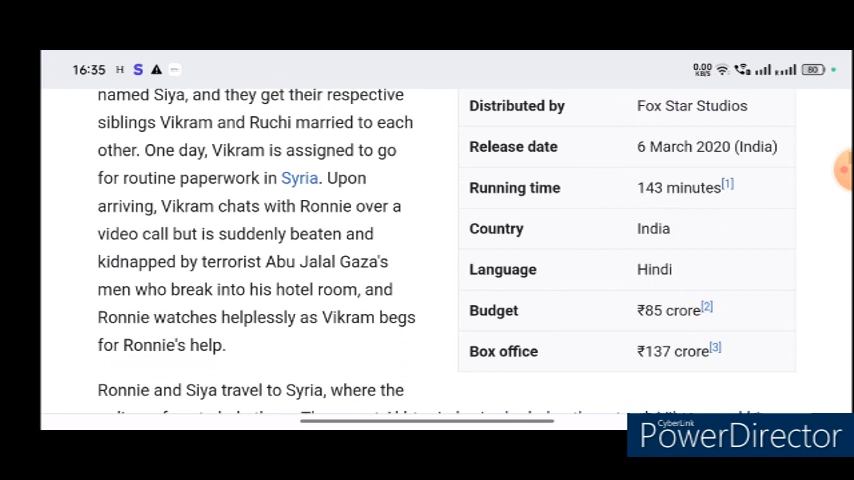 16:35 H S
0.00 KB/S 80
named Siya, and they get their respective
siblings Vikram and Ruchi married to each
other. One day, Vikram is assigned to go
for routine paperwork in Syria. Upon
arriving, Vikram chats with Ronnie over a
video call but is suddenly beaten and
kidnapped by terrorist Abu Jalal Gaza's
men who break into his hotel room, and
Ronnie watches helplessly as Vikram begs
for Ronnie's help.
Ronnie and Siya travel to Syria, where the
Distributed by Fox Star Studios
Release date 6 March 2020 (India)
Running time 143 minutes[1]
Country India
Language Hindi
Budget ₹85 crore[2]
Box office ₹137 crore[3]
CyberLink
PowerDirector